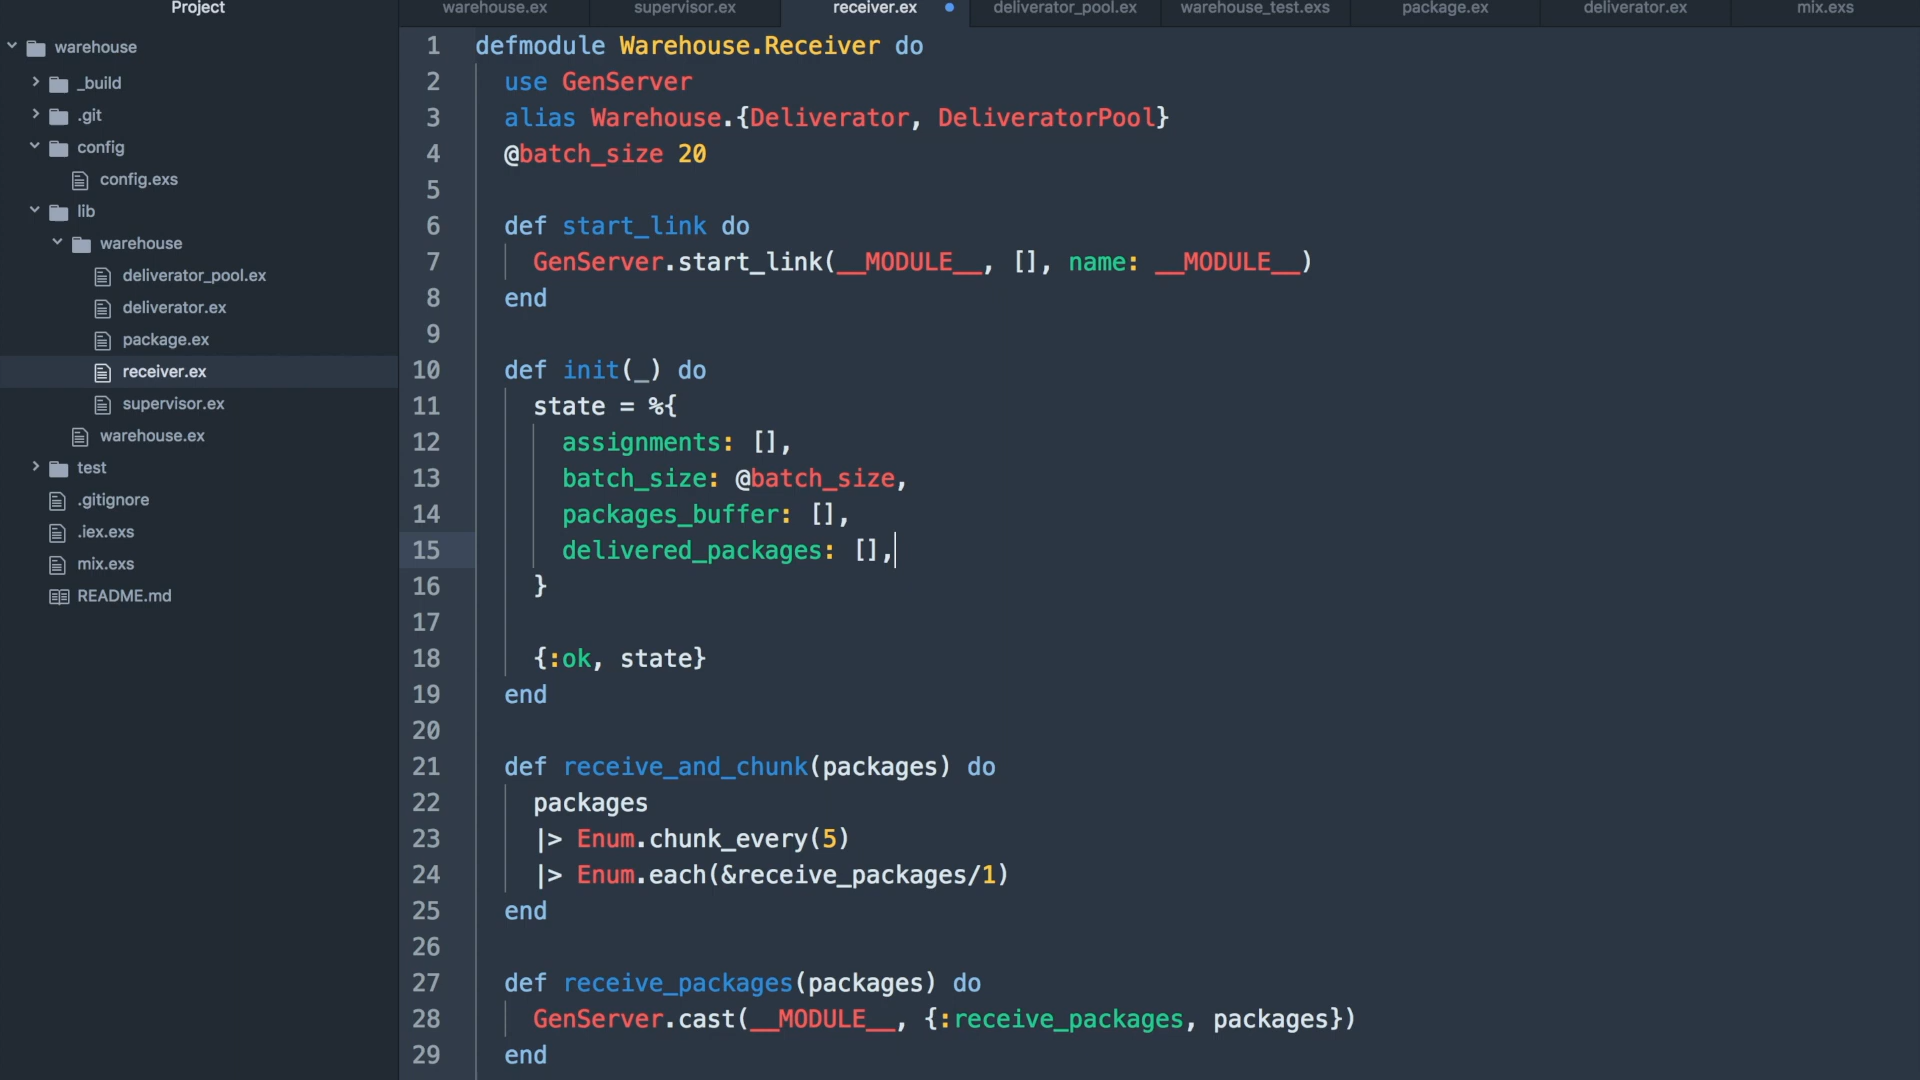 Project
warehouse
_build
.git
config
config.exs
lib
warehouse
deliverator_pool.ex
deliverator.ex
package.ex
receiver.ex
supervisor.ex
warehouse.ex
test
.gitignore
.iex.exs
mix.exs
README.md
warehouse.ex supervisor.ex receiver.ex deliverator_pool.ex warehouse_test.exs package.ex deliverator.ex mix.exs
1 defmodule Warehouse.Receiver do
2   use GenServer
3   alias Warehouse.{Deliverator, DeliveratorPool}
4   @batch_size 20
5
6   def start_link do
7     GenServer.start_link(__MODULE__, [], name: __MODULE__)
8   end
9
10   def init(_) do
11     state = %{
12       assignments: [],
13       batch_size: @batch_size,
14       packages_buffer: [],
15       delivered_packages: [],
16     }
17
18     {:ok, state}
19   end
20
21   def receive_and_chunk(packages) do
22     packages
23     |> Enum.chunk_every(5)
24     |> Enum.each(&receive_packages/1)
25   end
26
27   def receive_packages(packages) do
28     GenServer.cast(__MODULE__, {:receive_packages, packages})
29   end